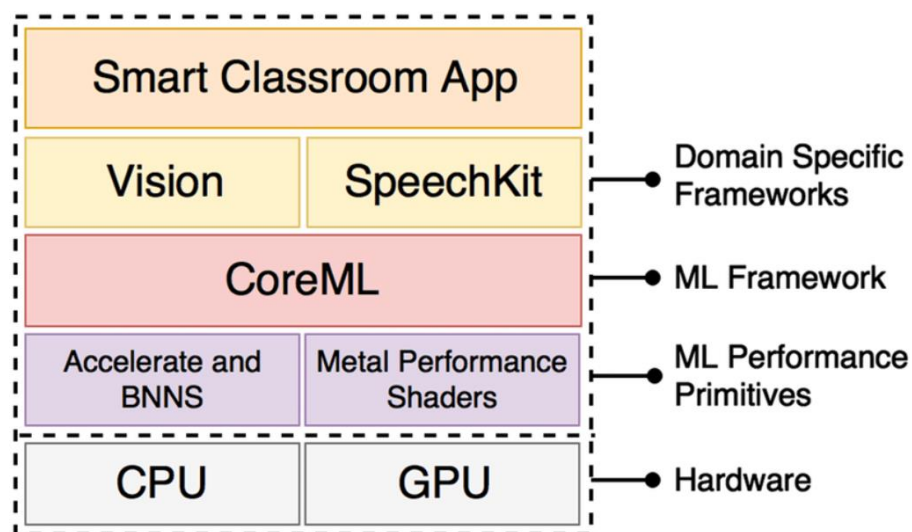 Smart Classroom App
Vision
SpeechKit
Domain Specific
Frameworks
CoreML
ML Framework
Accelerate and
BNNS
Metal Performance
Shaders
ML Performance
Primitives
CPU
GPU
Hardware